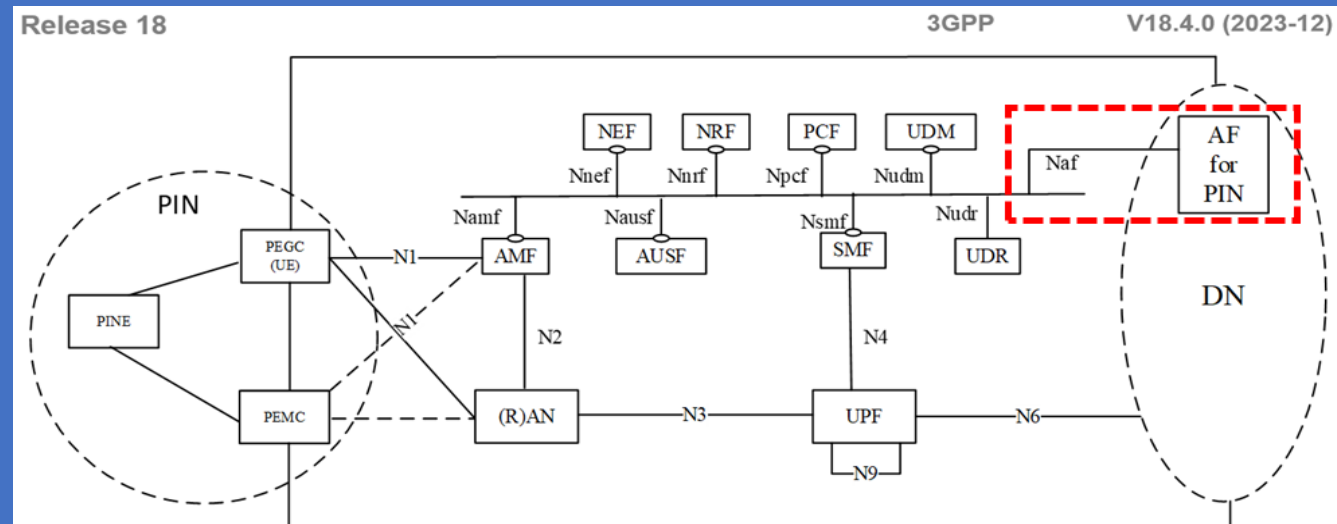 Release 18 3GPP V18.4.0 (2023-12)
NEF NRF PCF UDM AF
for
PIN
Naf
Nnef Nnrf Npcf Nudm
PIN
Namf Nausf Nsmf Nudr
PEGC
(UE)
N1 AMF AUSF SMF UDR
DN
PINE
N1
N2 N4
PEMC (R)AN N3 UPF N6
N9